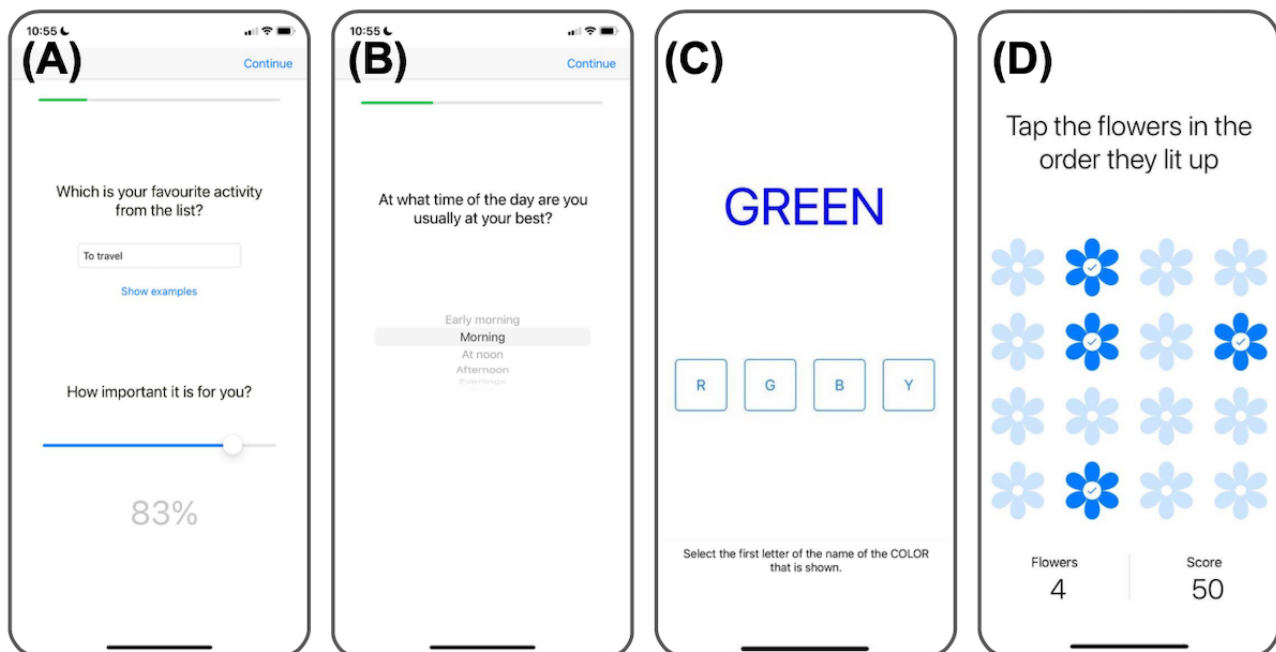 10:55
(A)
Continue
Which is your favourite activity
from the list?
To travel
Show examples
How important it is for you?
83%
10:55
(B)
Continue
At what time of the day are you
usually at your best?
Early morning
Morning
At noon
Afternoon
Evenings
(C)
GREEN
R G B Y
Select the first letter of the name of the COLOR
that is shown.
(D)
Tap the flowers in the
order they lit up
Flowers Score
4 50